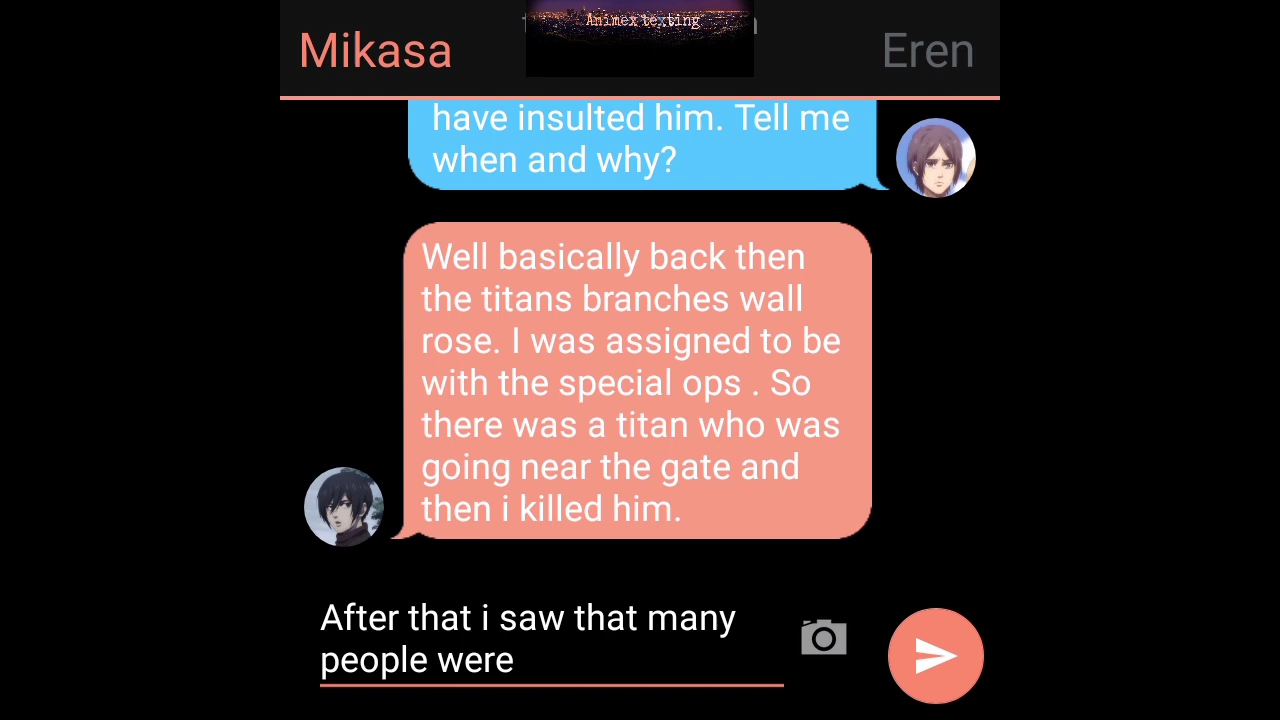 Animex texting
Mikasa
Eren
have insulted him. Tell me
when and why?
Well basically back then
the titans branches wall
rose. I was assigned to be
with the special ops . So
there was a titan who was
going near the gate and
then i killed him.
After that i saw that many
people were